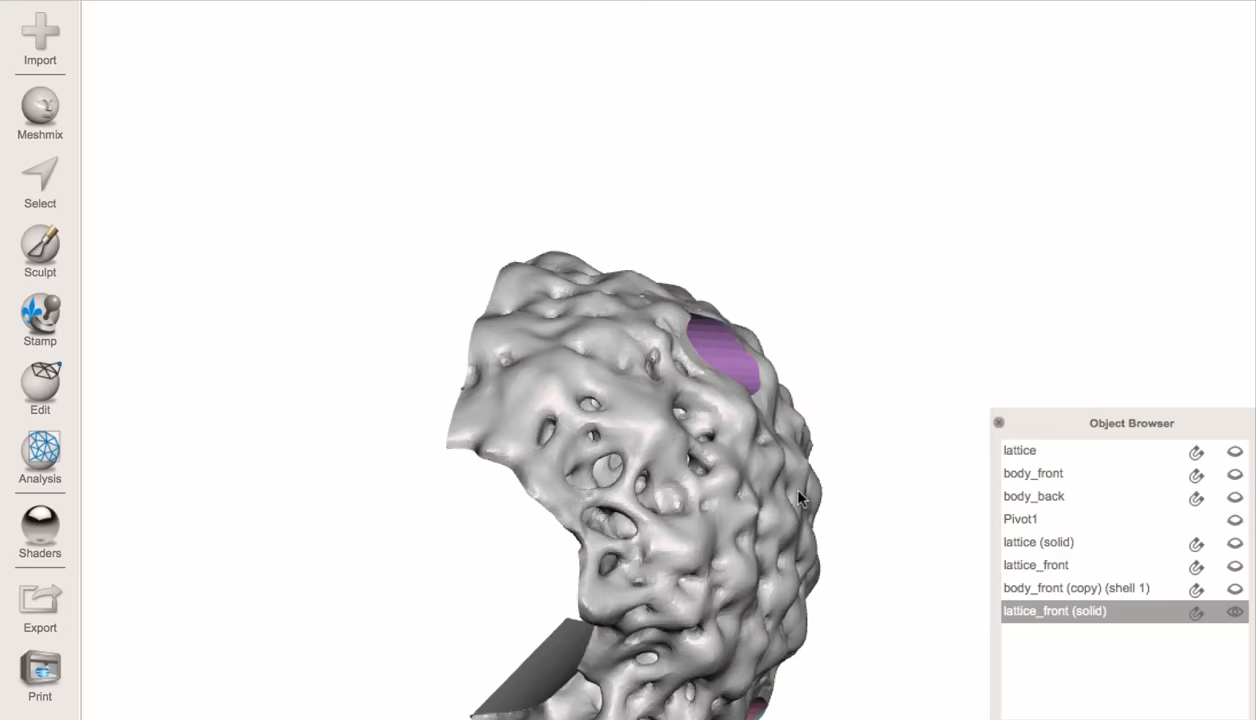 Import
Meshmix
Select
Sculpt
Stamp
Edit
Analysis
Shaders
Export
Print
Object Browser
lattice
body_front
body_back
Pivot1
lattice (solid)
lattice_front
body_front (copy) (shell 1)
lattice_front (solid)